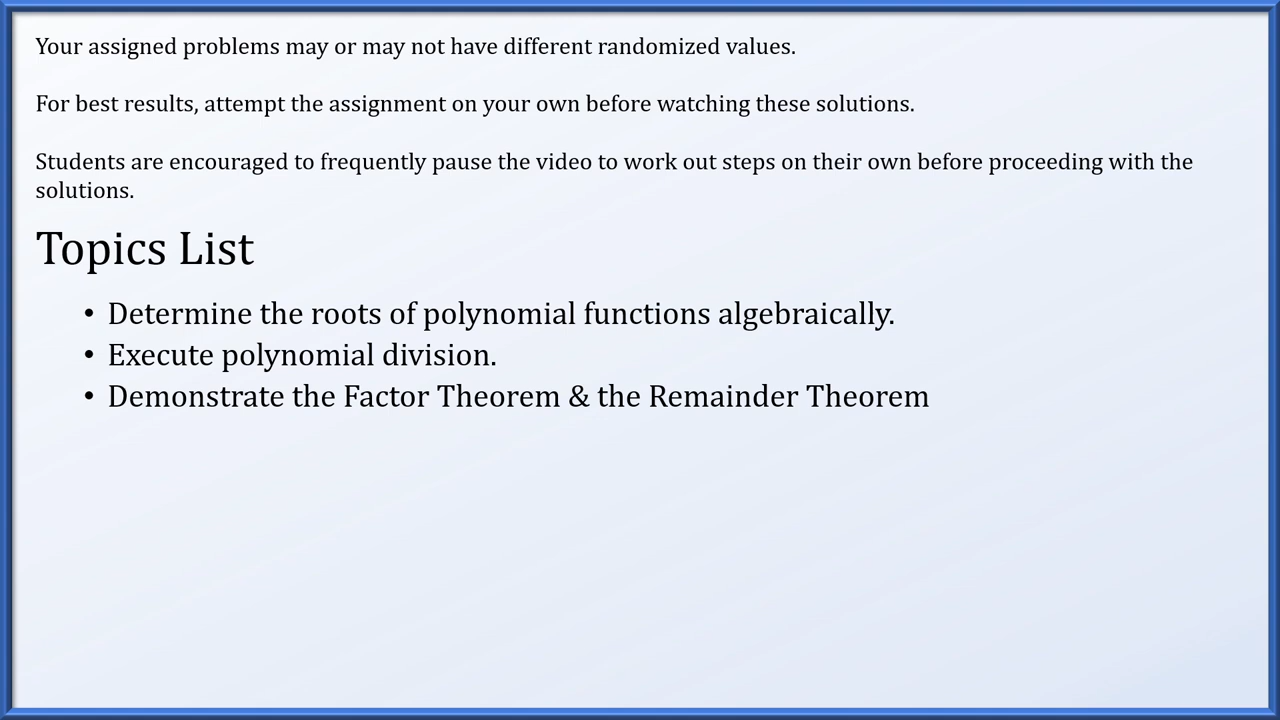 Your assigned problems may or may not have different randomized values.
For best results, attempt the assignment on your own before watching these solutions.
Students are encouraged to frequently pause the video to work out steps on their own before proceeding with the
solutions.
Topics List
• Determine the roots of polynomial functions algebraically.
• Execute polynomial division.
• Demonstrate the Factor Theorem & the Remainder Theorem